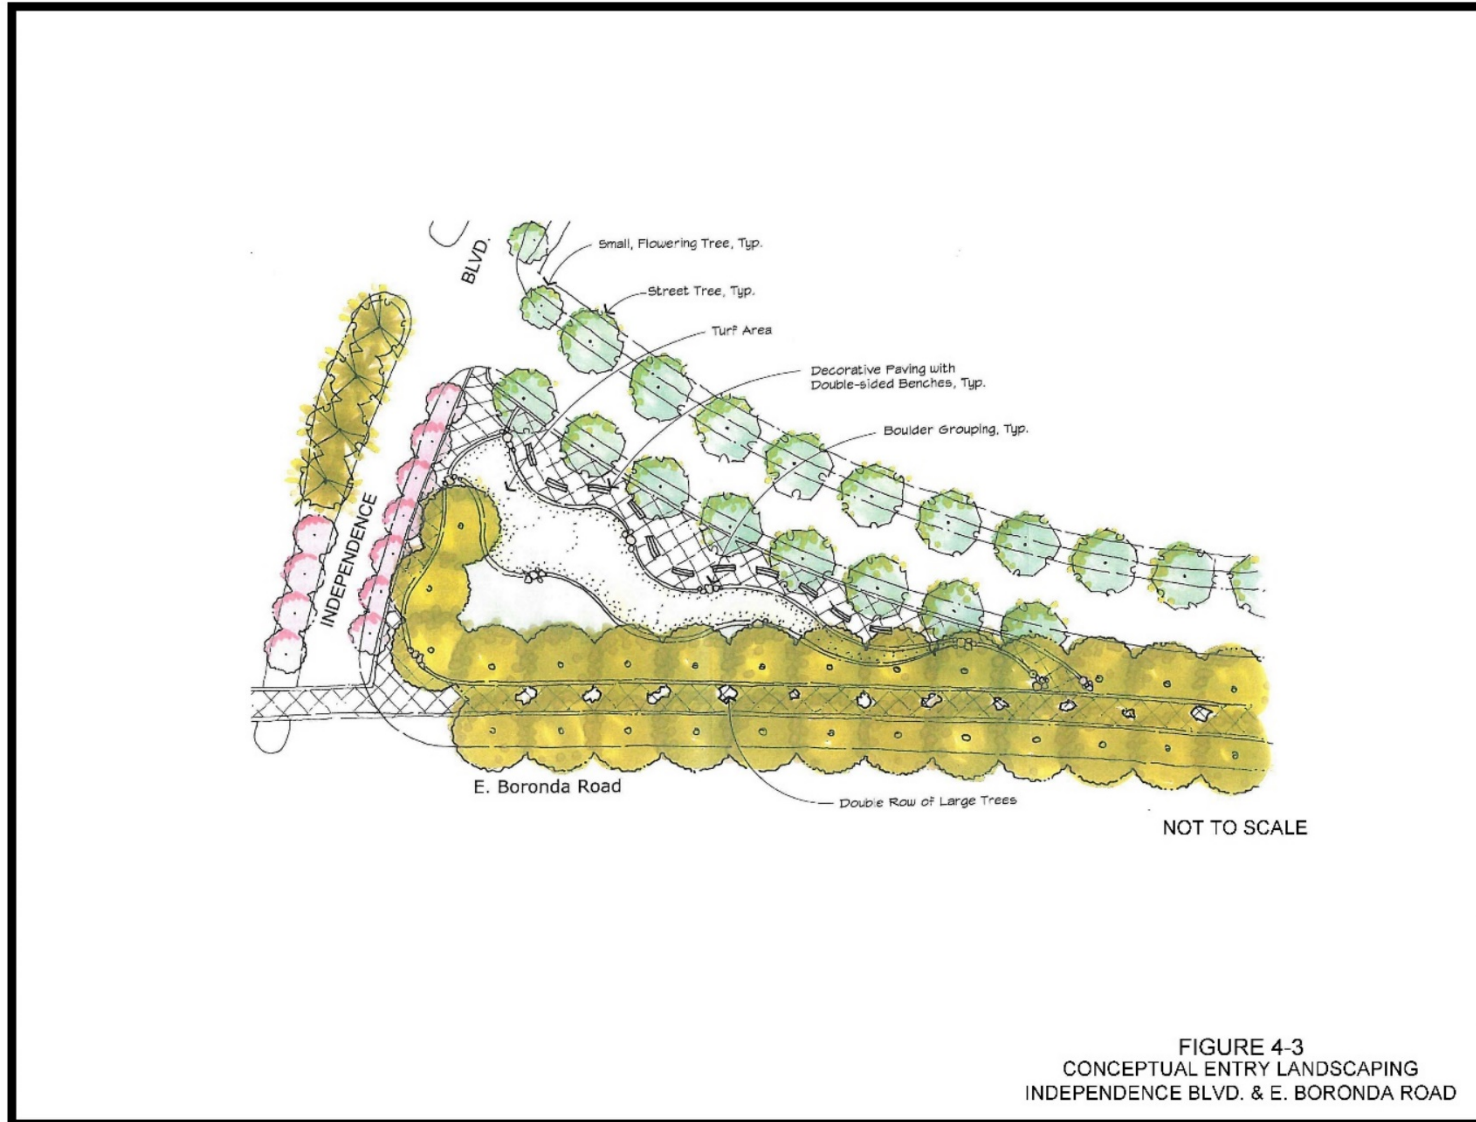 BLVD.
Small, Flowering Tree, Typ.
Street Tree, Typ.
Turf Area
Decorative Paving with
Double-sided Benches, Typ.
Boulder Grouping, Typ.
INDEPENDENCE
E. Boronda Road
Double Row of Large Trees
NOT TO SCALE
FIGURE 4-3
CONCEPTUAL ENTRY LANDSCAPING
INDEPENDENCE BLVD. & E. BORONDA ROAD